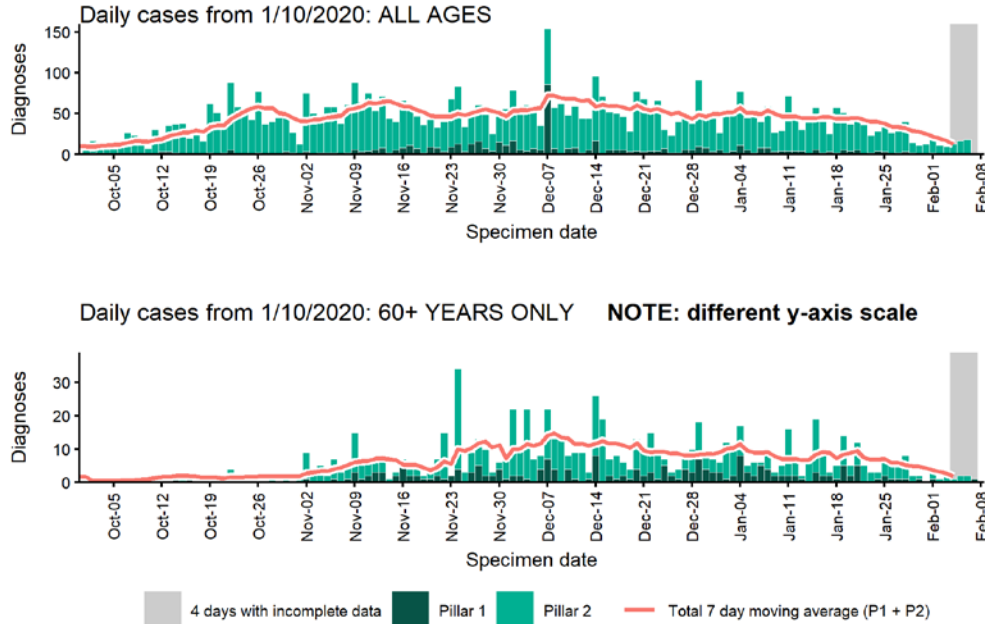 Daily cases from 1/10/2020: ALL AGES
150
100
50
0
Diagnoses
Oct-05 Oct-12 Oct-19 Oct-26 Nov-02 Nov-09 Nov-16 Nov-23 Nov-30 Dec-07 Dec-14 Dec-21 Dec-28 Jan-04 Jan-11 Jan-18 Jan-25 Feb-01 Feb-08
Specimen date
Daily cases from 1/10/2020: 60+ YEARS ONLY NOTE: different y-axis scale
30
20
10
0
Diagnoses
Oct-05 Oct-12 Oct-19 Oct-26 Nov-02 Nov-09 Nov-16 Nov-23 Nov-30 Dec-07 Dec-14 Dec-21 Dec-28 Jan-04 Jan-11 Jan-18 Jan-25 Feb-01 Feb-08
Specimen date
4 days with incomplete data Pillar 1 Pillar 2 Total 7 day moving average (P1 + P2)